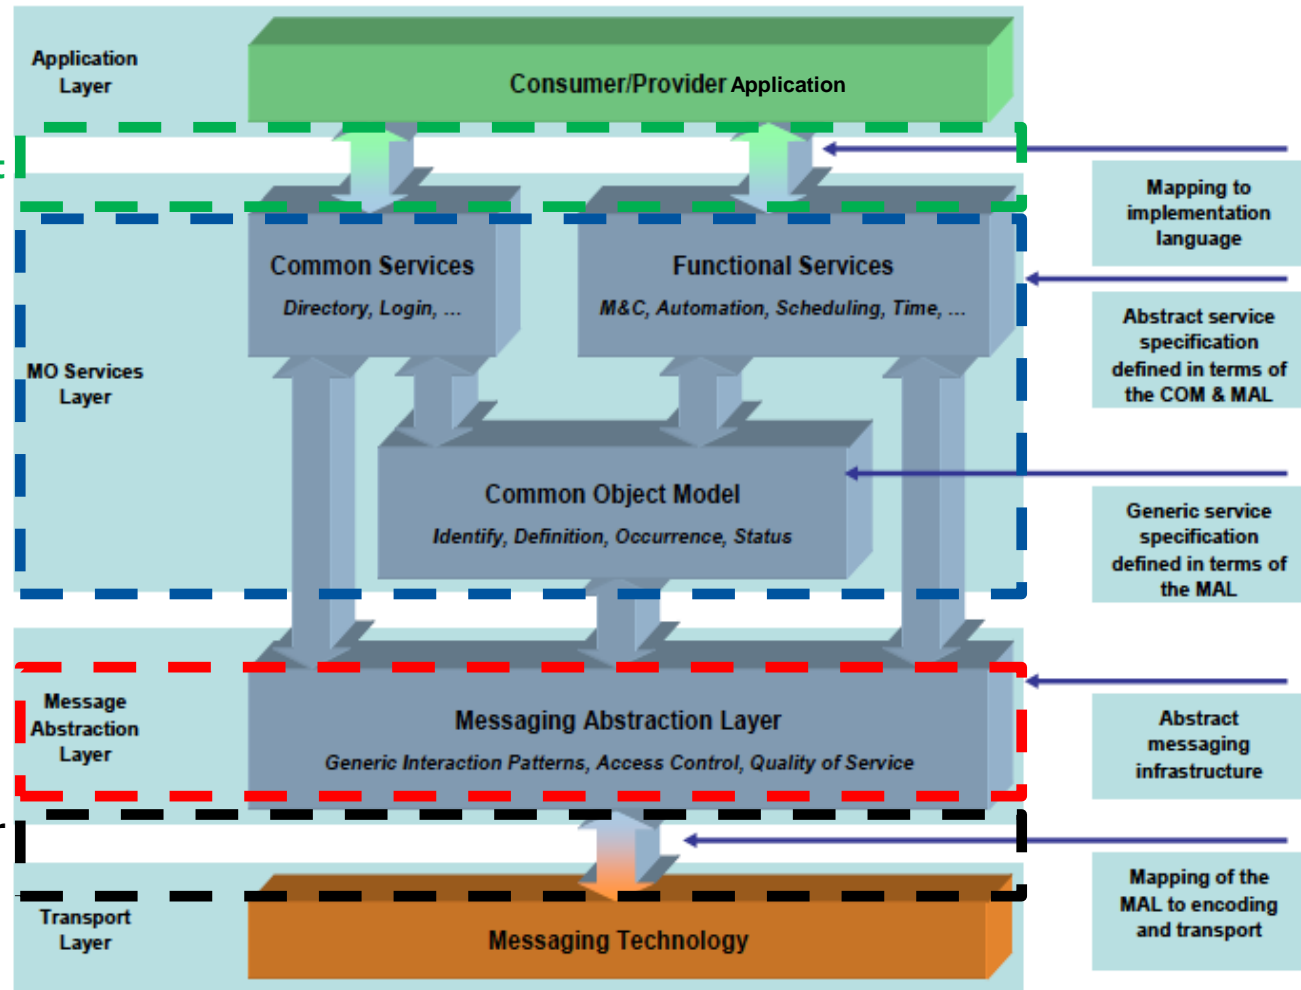 Application
Layer
Consumer/Provider Application
t
Mapping to
implementation
language
Common Services
Directory, Login, ...
Functional Services
M&C, Automation, Scheduling, Time, ...
Abstract service
specification
defined in terms of
the COM & MAL
MO Services
Layer
Common Object Model
Identify, Definition, Occurrence, Status
Generic service
specification
defined in terms of
the MAL
Message
Abstraction
Layer
Messaging Abstraction Layer
Generic Interaction Patterns, Access Control, Quality of Service
Abstract
messaging
infrastructure
r
Mapping of the
MAL to encoding
and transport
Transport
Layer
Messaging Technology